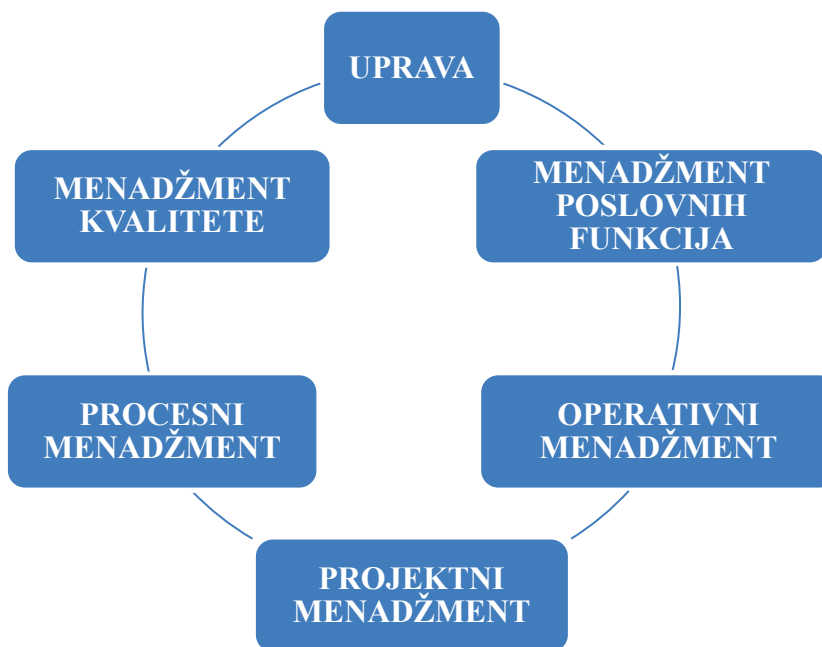 UPRAVA
MENADŽMENT
POSLOVNIH
FUNKCIJA
OPERATIVNI
MENADŽMENT
PROJEKTNI
MENADŽMENT
PROCESNI
MENADŽMENT
MENADŽMENT
KVALITETE